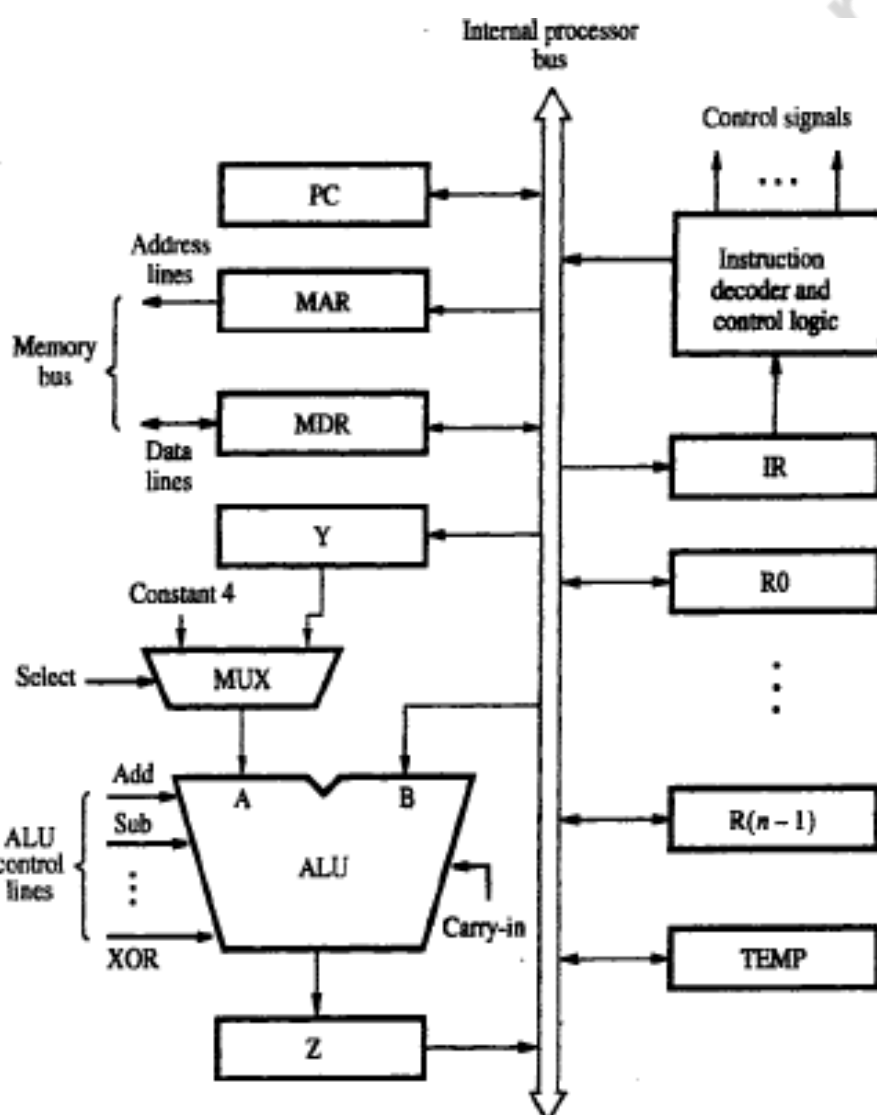 Internal processor
bus
Control signals
...
PC
Address
lines
MAR
Instruction
decoder and
control logic
Memory
bus
MDR
Data
lines
IR
Y
R0
Constant 4
Select
MUX
Add
A
B
Sub
R(n − 1)
ALU
control
lines
ALU
Carry-in
XOR
TEMP
Z